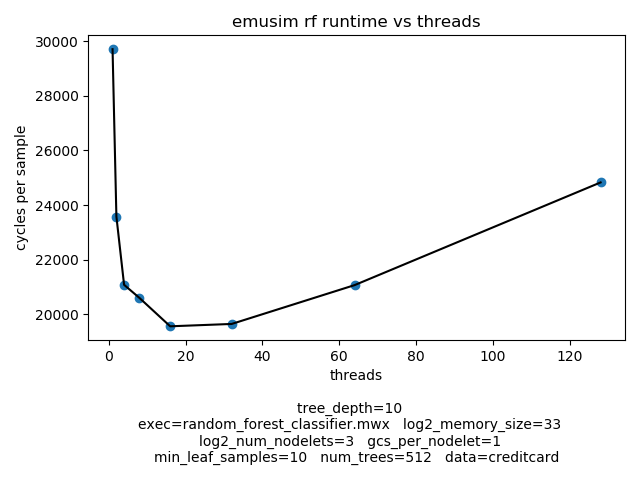 emusim rf runtime vs threads
30000
28000
26000
24000
22000
20000
cycles per sample
0 20 40 60 80 100 120
threads
tree_depth=10
exec=random_forest_classifier.mwx log2_memory_size=33
log2_num_nodelets=3 gcs_per_nodelet=1
min_leaf_samples=10 num_trees=512 data=creditcard